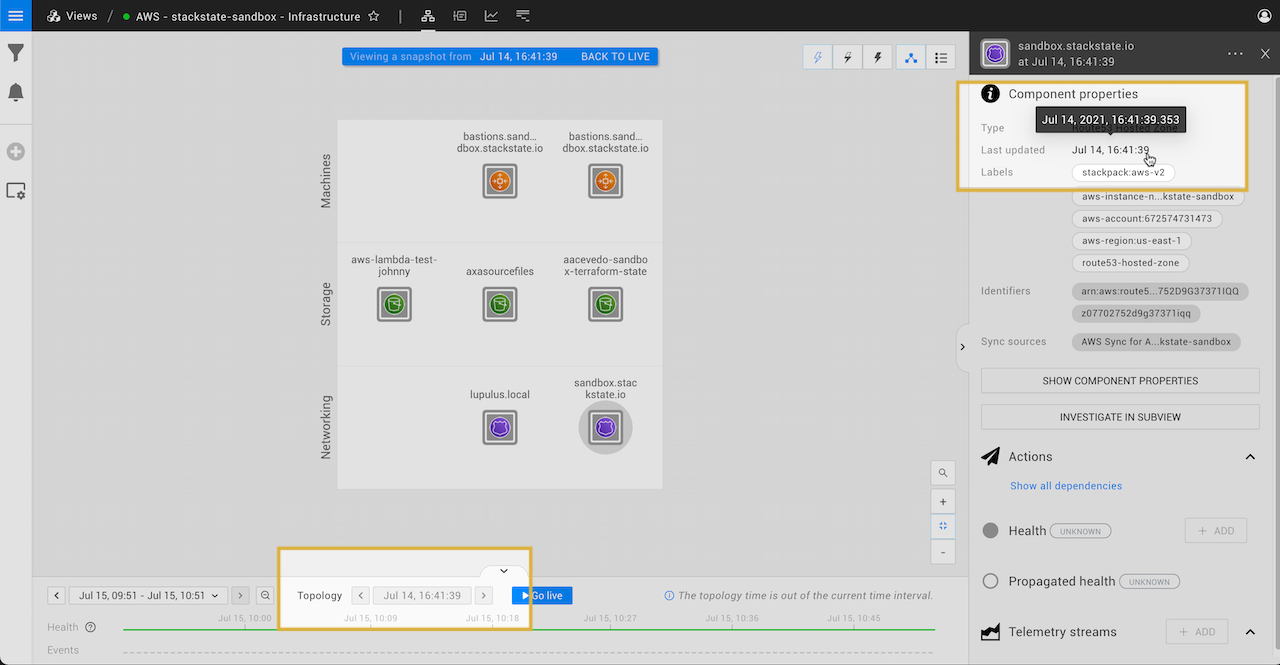 Views / AWS - stackstate-sandbox - Infrastructure
Viewing a snapshot from Jul 14, 16:41:39 BACK TO LIVE
Machines
bastions.sand...
dbox.stackstate.io
bastions.sand...
dbox.stackstate.io
Storage
aws-lambda-test-
johnny
axasourcefiles
aacevedo-sandbo
x-terraform-state
Networking
lupulus.local
sandbox.stac
kstate.io
Jul 15, 09:51 - Jul 15, 10:51
Topology
Jul 14, 16:41:39
Go live
The topology time is out of the current time interval.
Jul 15, 10:00
Jul 15, 10:09
Jul 15, 10:18
Jul 15, 10:27
Jul 15, 10:36
Jul 15, 10:45
Health
Events
sandbox.stackstate.io
at Jul 14, 16:41:39
Component properties
Jul 14, 2021, 16:41:39.353
Type Route53 Hosted Zone
Last updated Jul 14, 16:41:39
Labels stackpack:aws-v2
aws-instance-n...kstate-sandbox
aws-account:672574731473
aws-region:us-east-1
route53-hosted-zone
Identifiers arn:aws:route5...752D9G37371IQQ
z07702752d9g37371iqq
Sync sources AWS Sync for A...kstate-sandbox
SHOW COMPONENT PROPERTIES
INVESTIGATE IN SUBVIEW
Actions
Show all dependencies
Health UNKNOWN + ADD
Propagated health UNKNOWN
Telemetry streams + ADD